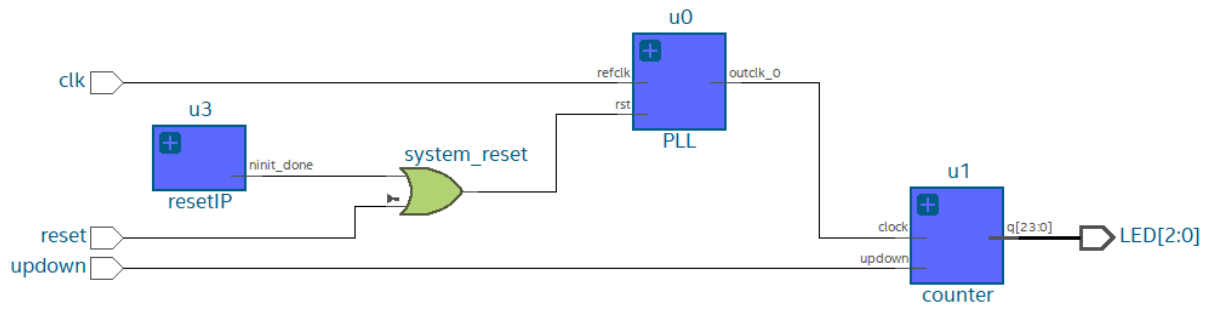 u0
clk
refclk
outclk_0
u3
rst
PLL
system_reset
ninit_done
u1
resetIP
clock
q[23:0]
LED[2:0]
reset
updown
updown
counter